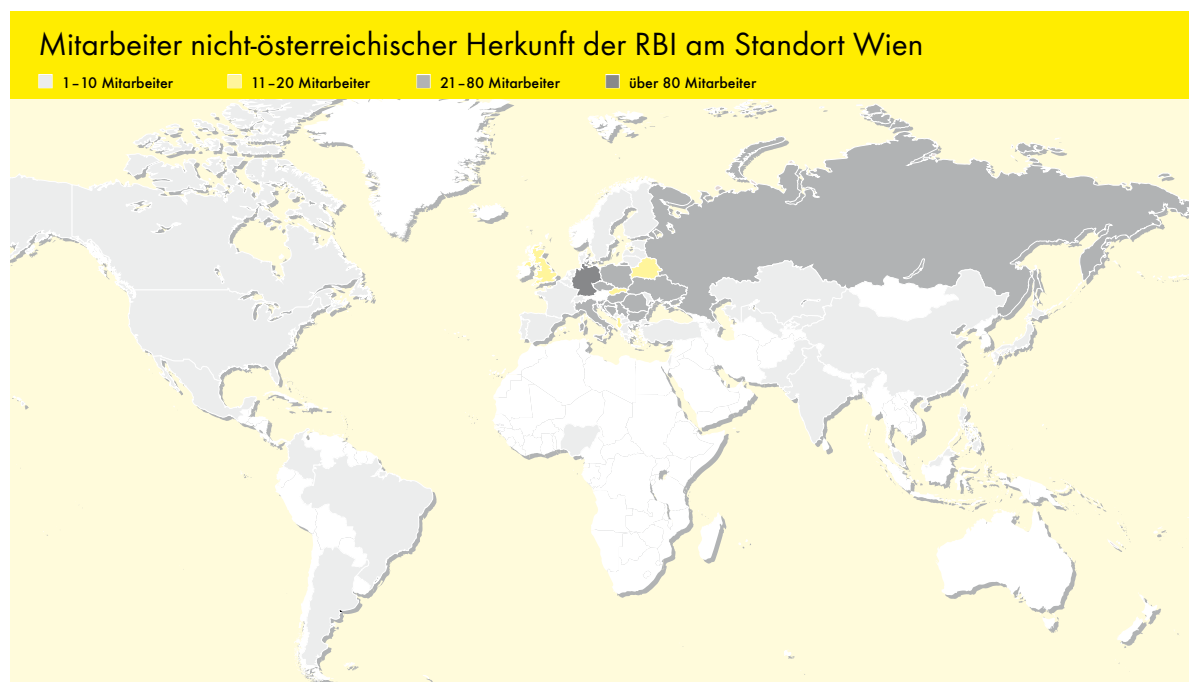 Mitarbeiter nicht-österreichischer Herkunft der RBI am Standort Wien
1–10 Mitarbeiter 11–20 Mitarbeiter 21–80 Mitarbeiter über 80 Mitarbeiter